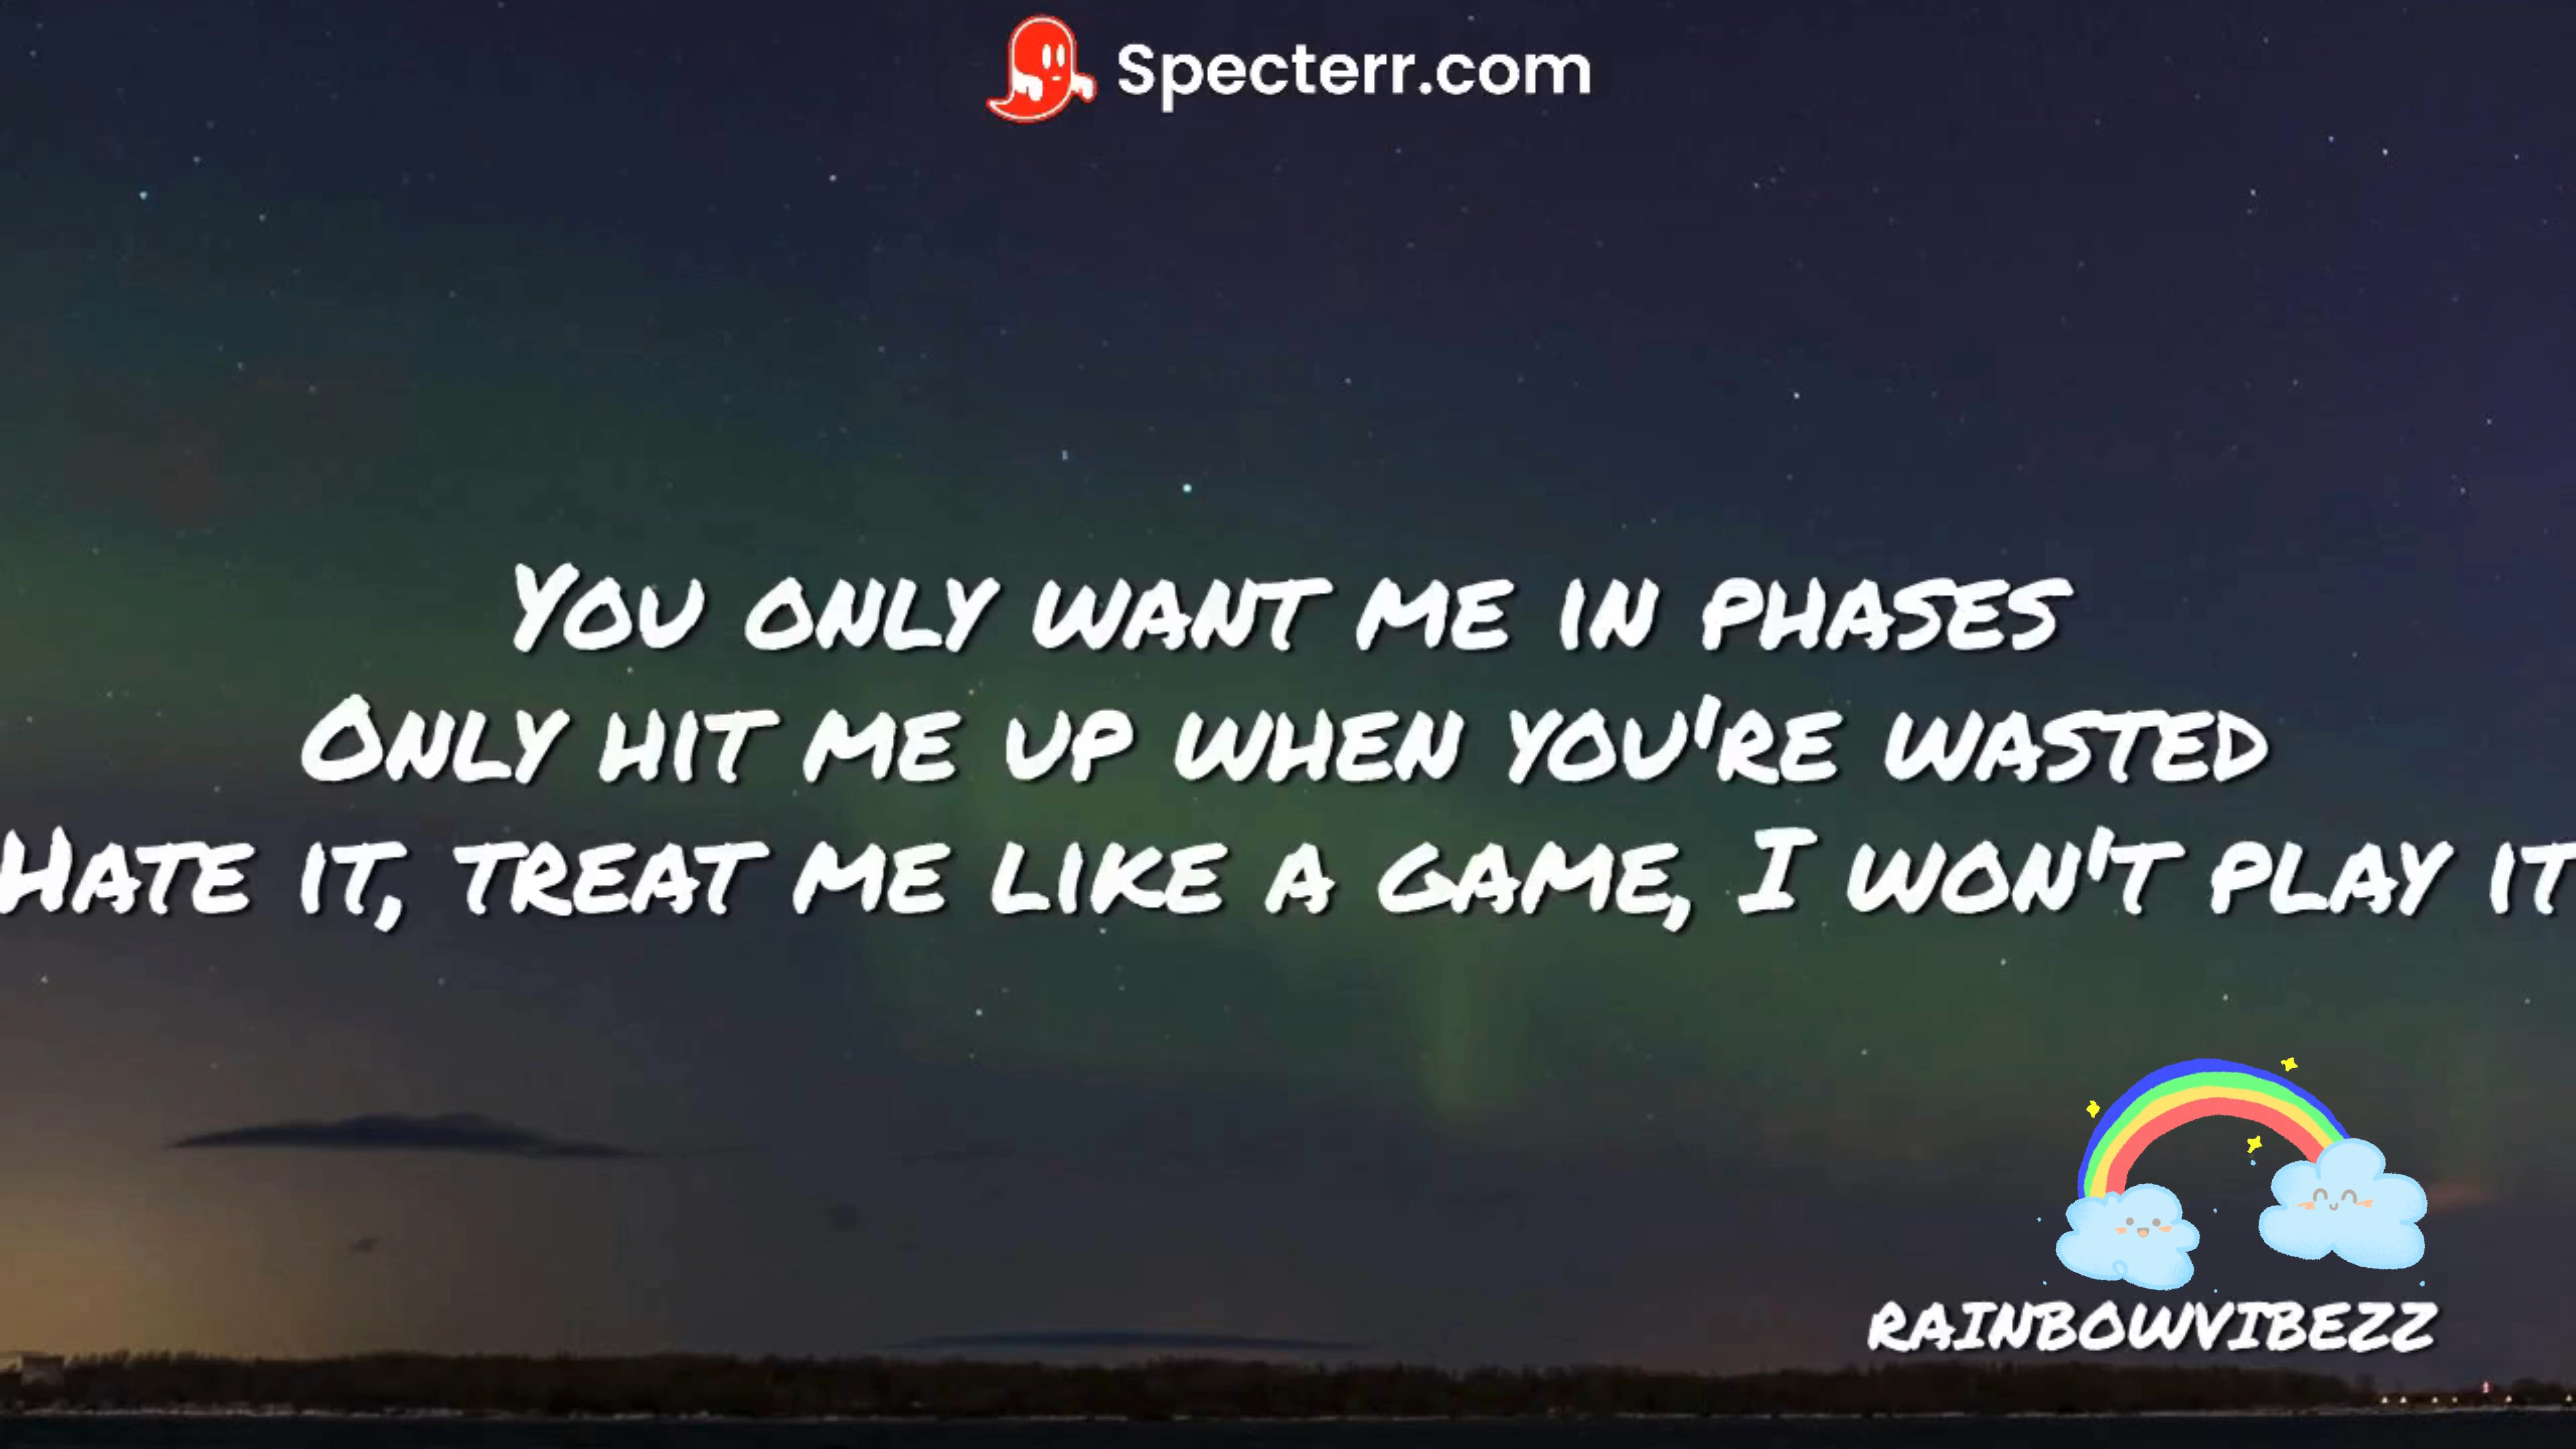 Specterr.com
You only want me in phases
Only hit me up when you're wasted
Hate it, treat me like a game, I won't play it
RAINBOWVIBEZZ